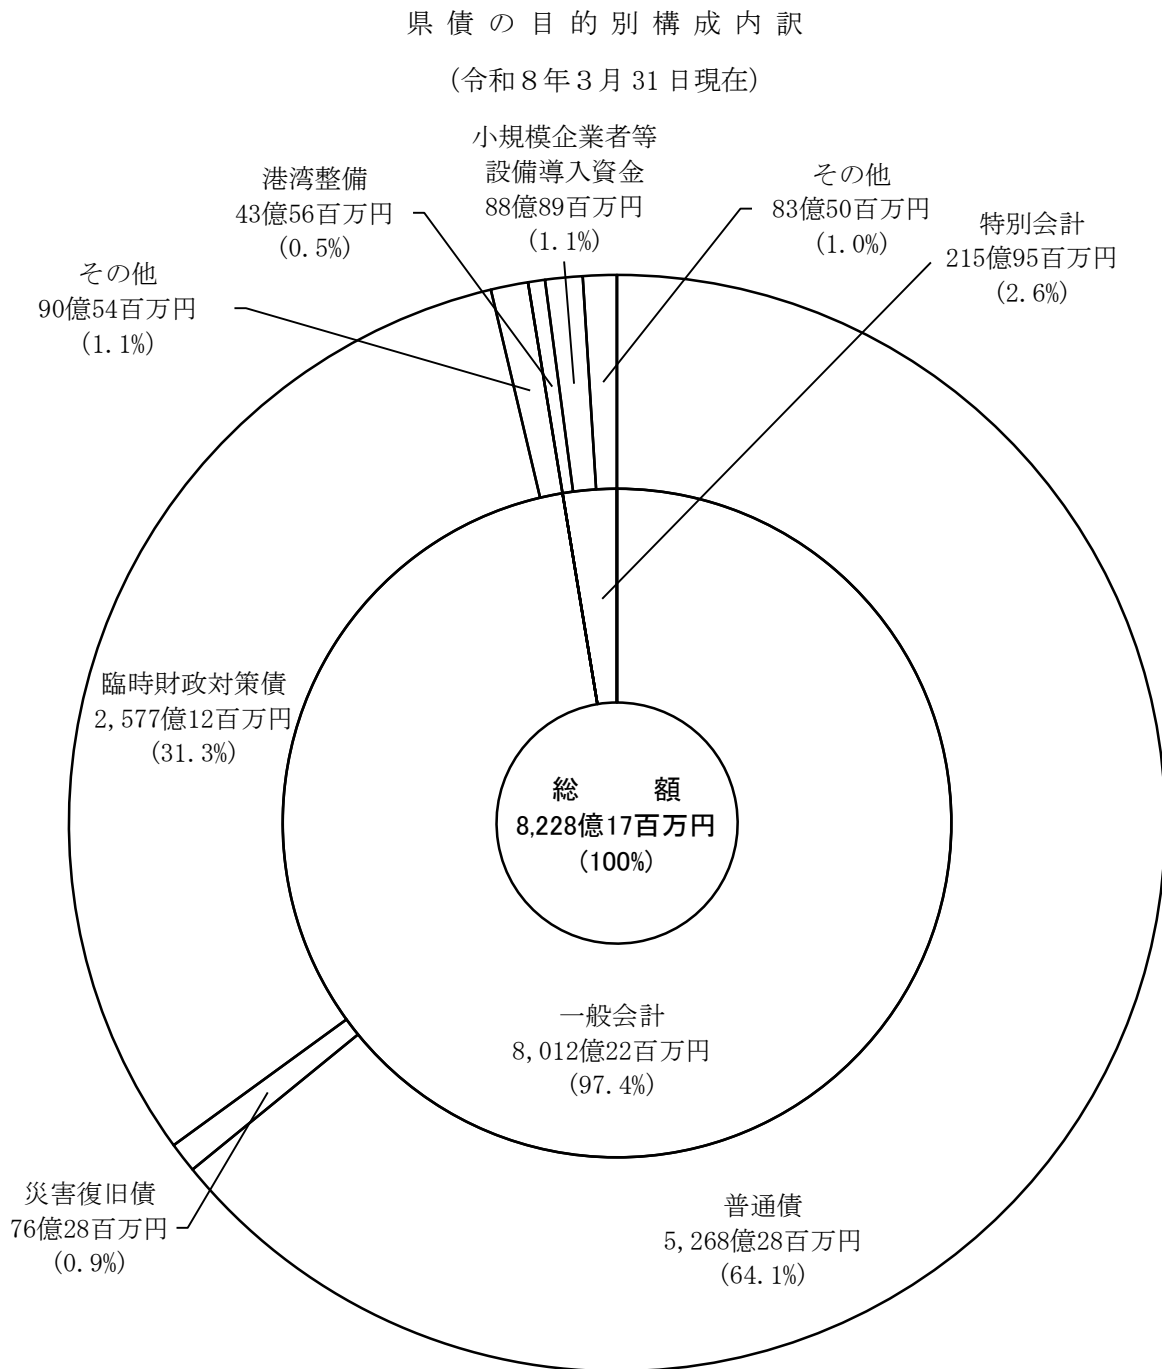 県債の目的別構成内訳
(令和８年３月31日現在)
小規模企業者等
設備導入資金
88億89百万円
(1.1%)
港湾整備
43億56百万円
(0.5%)
その他
83億50百万円
(1.0%)
特別会計
215億95百万円
(2.6%)
その他
90億54百万円
(1.1%)
臨時財政対策債
2,577億12百万円
(31.3%)
総額
8,228億17百万円
(100%)
一般会計
8,012億22百万円
(97.4%)
災害復旧債
76億28百万円
(0.9%)
普通債
5,268億28百万円
(64.1%)